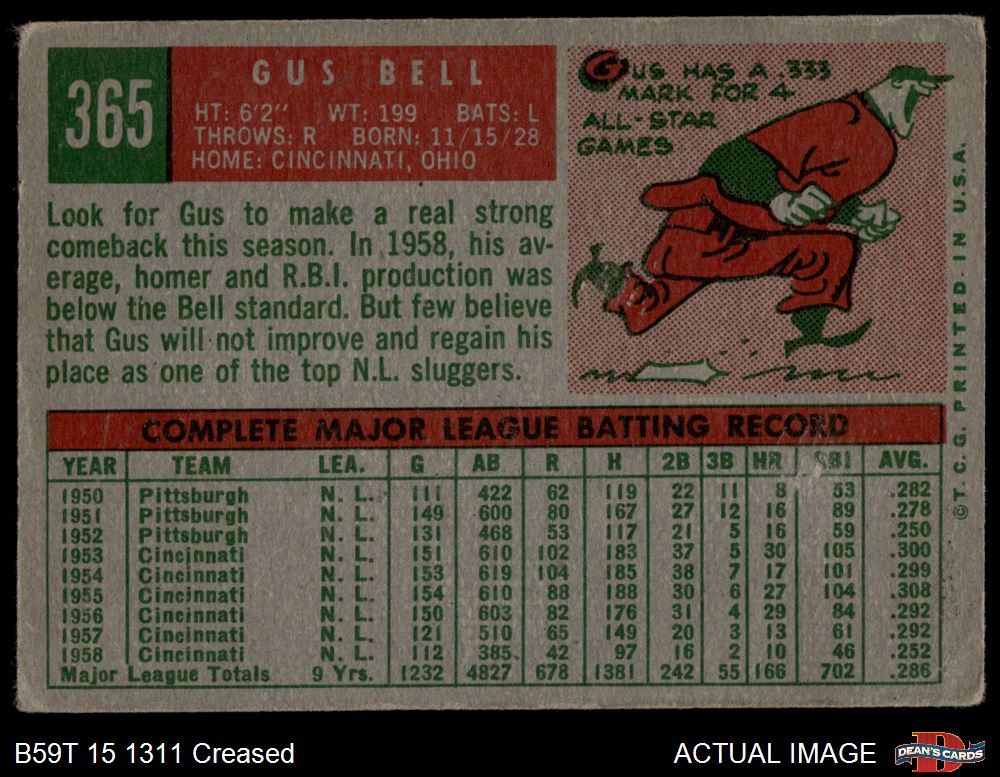 365
GUS BELL
HT: 6'2" WT: 199 BATS: L
THROWS: R BORN: 11/15/28
HOME: CINCINNATI, OHIO
Look for Gus to make a real strong
comeback this season. In 1958, his av-
erage, homer and R.B.I. production was
below the Bell standard. But few believe
that Gus will not improve and regain his
place as one of the top N.L. sluggers.
GUS HAS A .333
MARK FOR 4
ALL-STAR
GAMES
©T. C. G. PRINTED IN U.S.A.
COMPLETE MAJOR LEAGUE BATTING RECORD
YEAR TEAM LEA. G AB R H 2B 3B HR RBI AVG.
1950 Pittsburgh N. L. 111 422 62 119 22 11 8 53 .282
1951 Pittsburgh N. L. 149 600 80 167 27 12 16 89 .278
1952 Pittsburgh N. L. 131 468 53 117 21 5 16 59 .250
1953 Cincinnati N. L. 151 610 102 183 37 5 30 105 .300
1954 Cincinnati N. L. 153 619 104 185 38 7 17 101 .299
1955 Cincinnati N. L. 154 610 88 188 30 6 27 104 .308
1956 Cincinnati N. L. 150 603 82 176 31 4 29 84 .292
1957 Cincinnati N. L. 121 510 65 149 20 3 13 61 .292
1958 Cincinnati N. L. 112 385 42 97 16 2 10 46 .252
Major League Totals 9 Yrs. 1232 4827 678 1381 242 55 166 702 .286
B59T 15 1311 Creased
ACTUAL IMAGE
DEAN'S CARDS